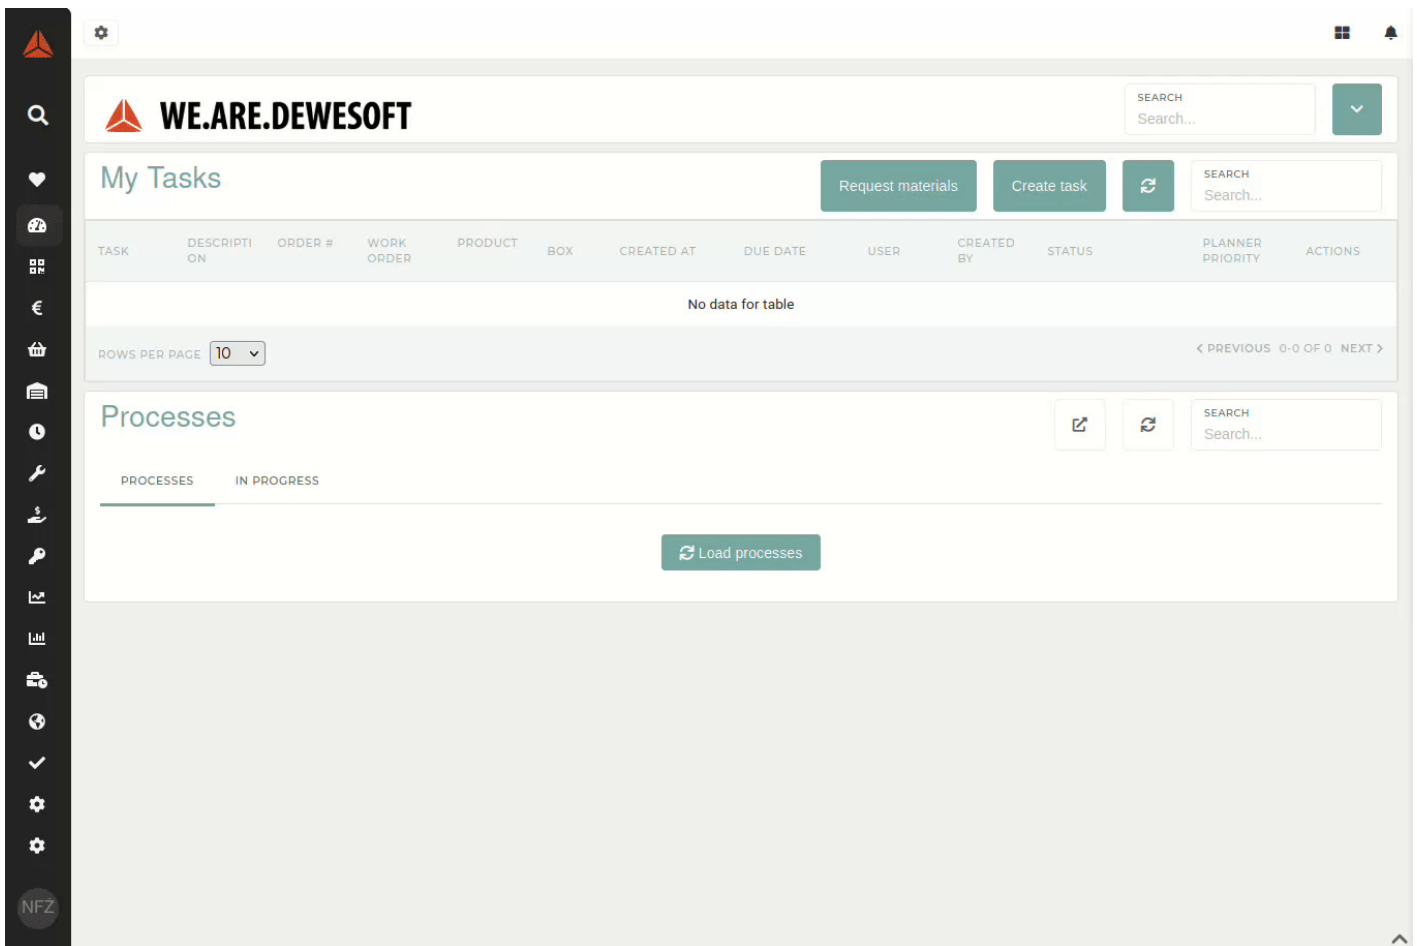 WE.ARE.DEWESOFT
SEARCH
Search...
My Tasks
Request materials
Create task
SEARCH
Search...
TASK
DESCRIPTI
ON
ORDER #
WORK
ORDER
PRODUCT
BOX
CREATED AT
DUE DATE
USER
CREATED
BY
STATUS
PLANNER
PRIORITY
ACTIONS
No data for table
ROWS PER PAGE 10
PREVIOUS 0-0 OF 0 NEXT
Processes
SEARCH
Search...
PROCESSES
IN PROGRESS
Load processes
NFŽ